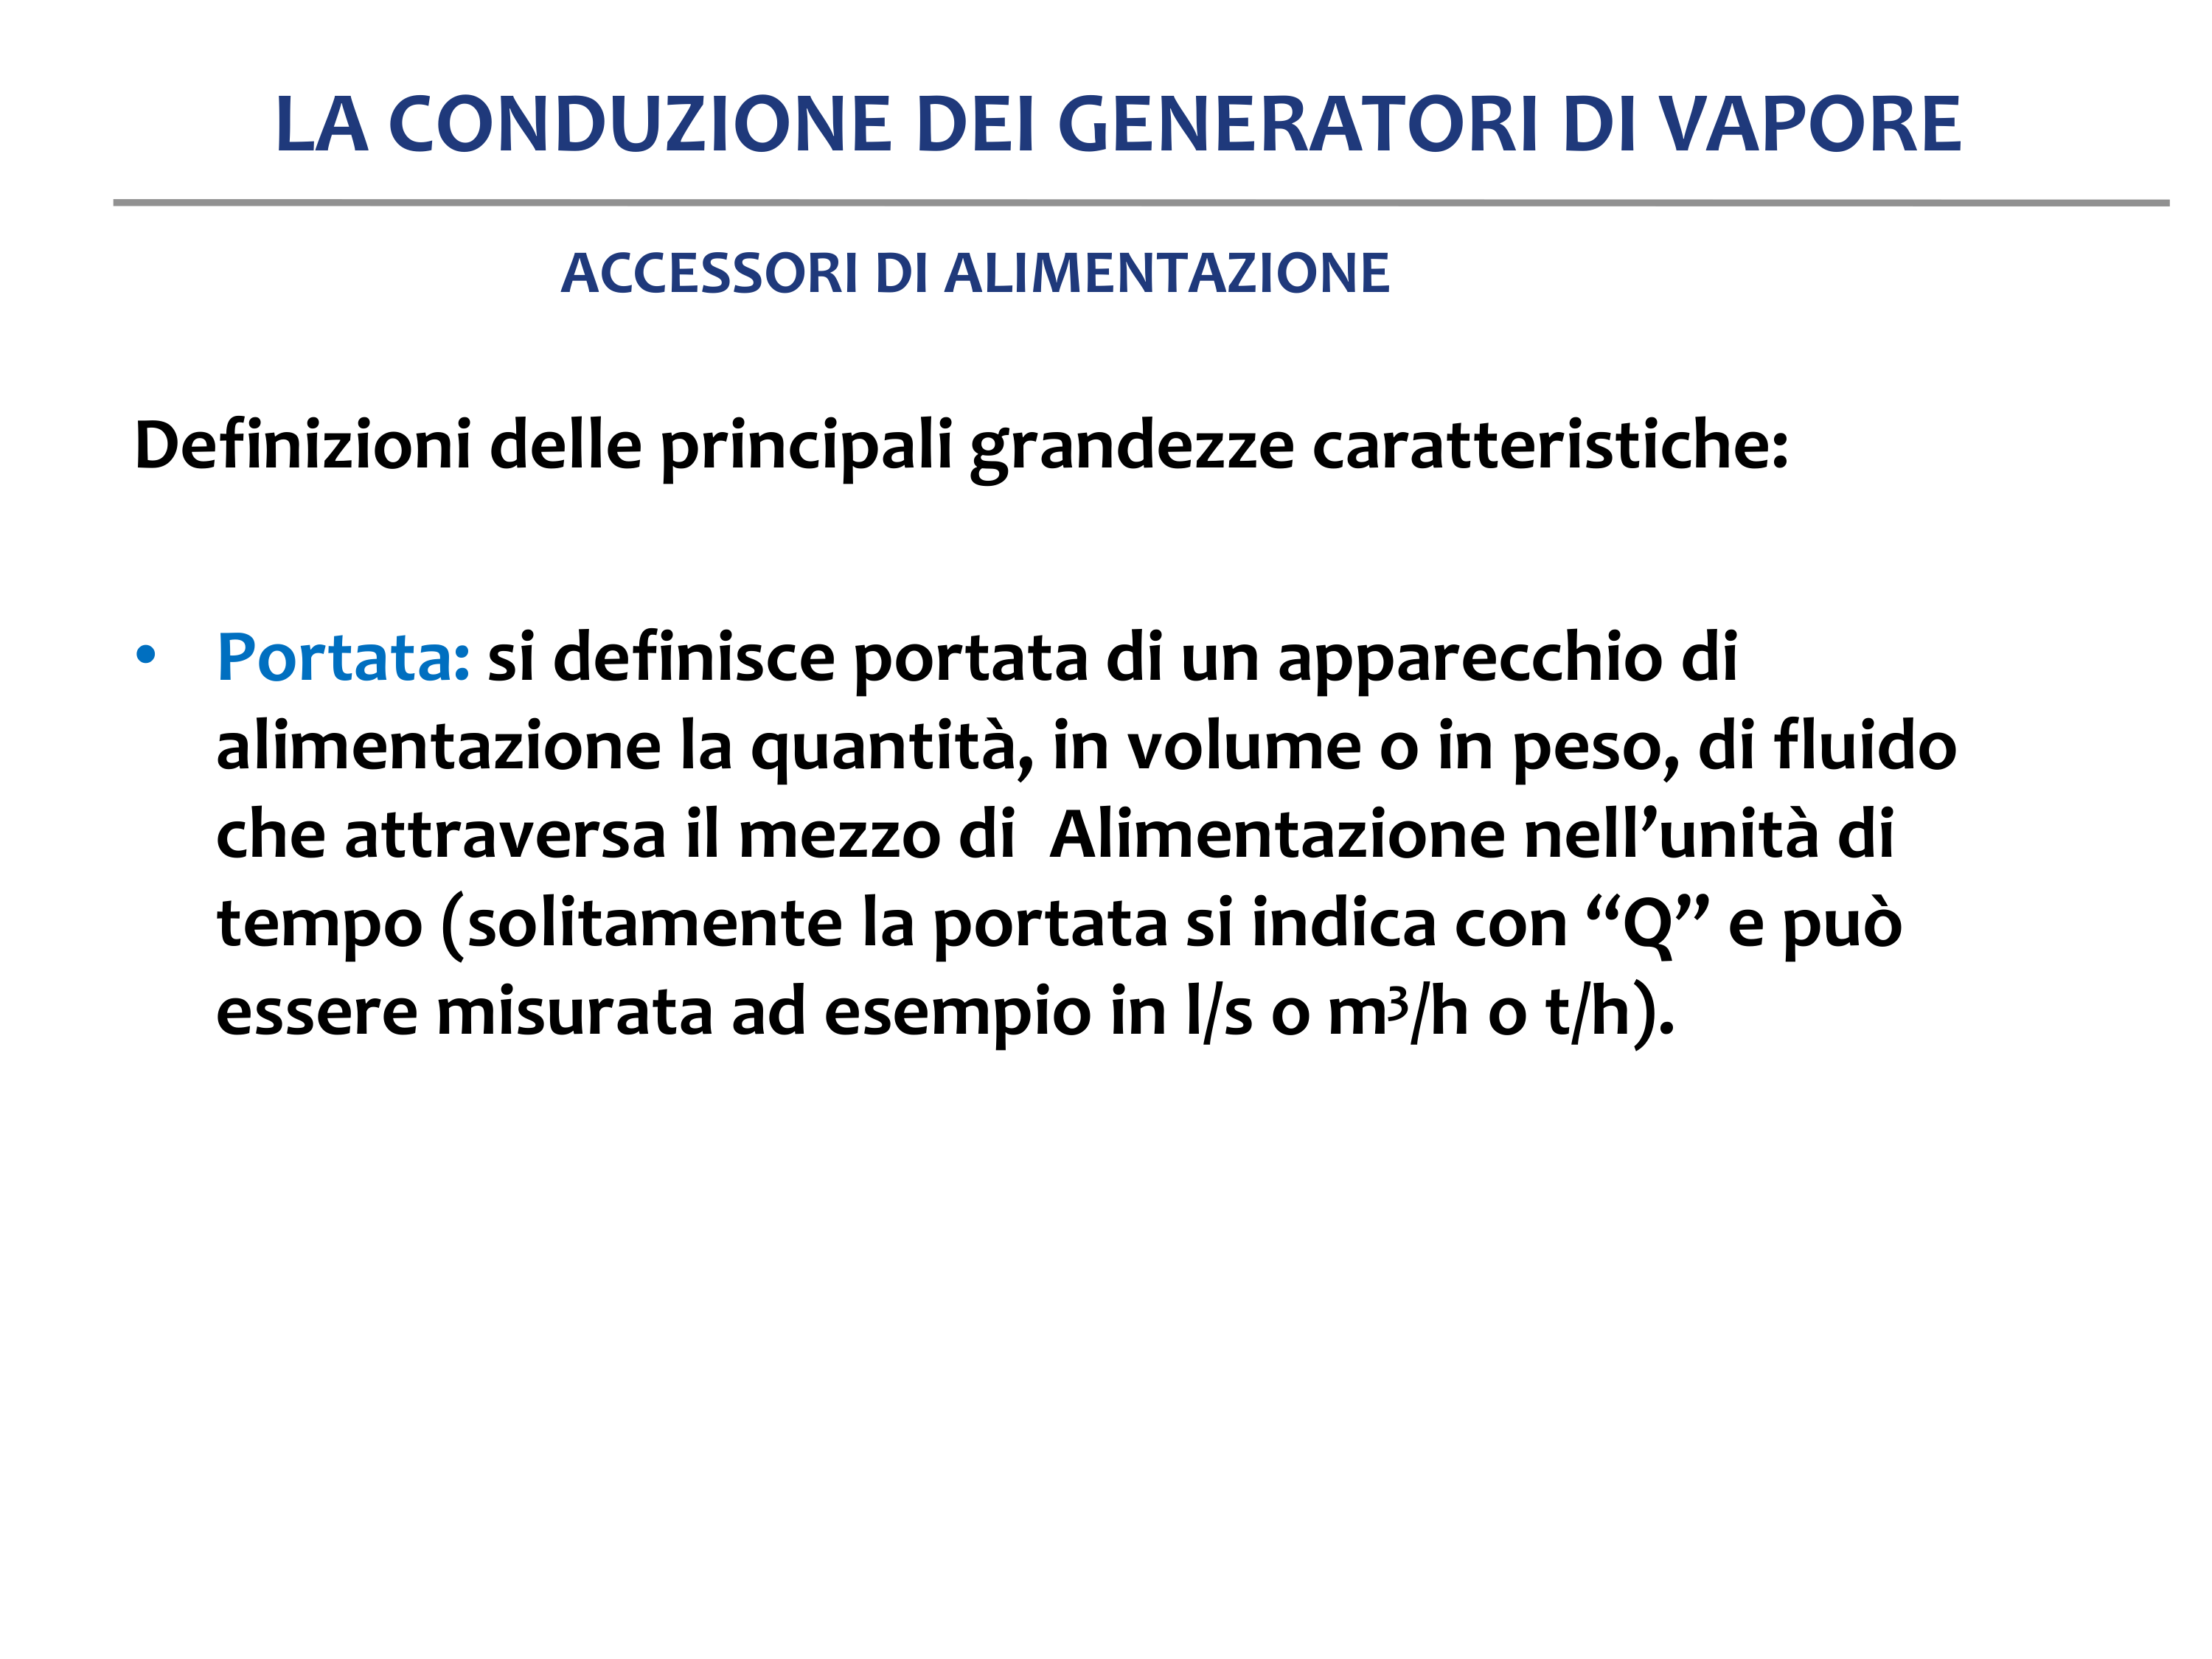 LA CONDUZIONE DEI GENERATORI DI VAPORE
ACCESSORI DI ALIMENTAZIONE
Definizioni delle principali grandezze caratteristiche:
• Portata: si definisce portata di un apparecchio di
alimentazione la quantità, in volume o in peso, di fluido
che attraversa il mezzo di  Alimentazione nell’unità di
tempo (solitamente la portata si indica con “Q” e può
essere misurata ad esempio in l/s o m³/h o t/h).